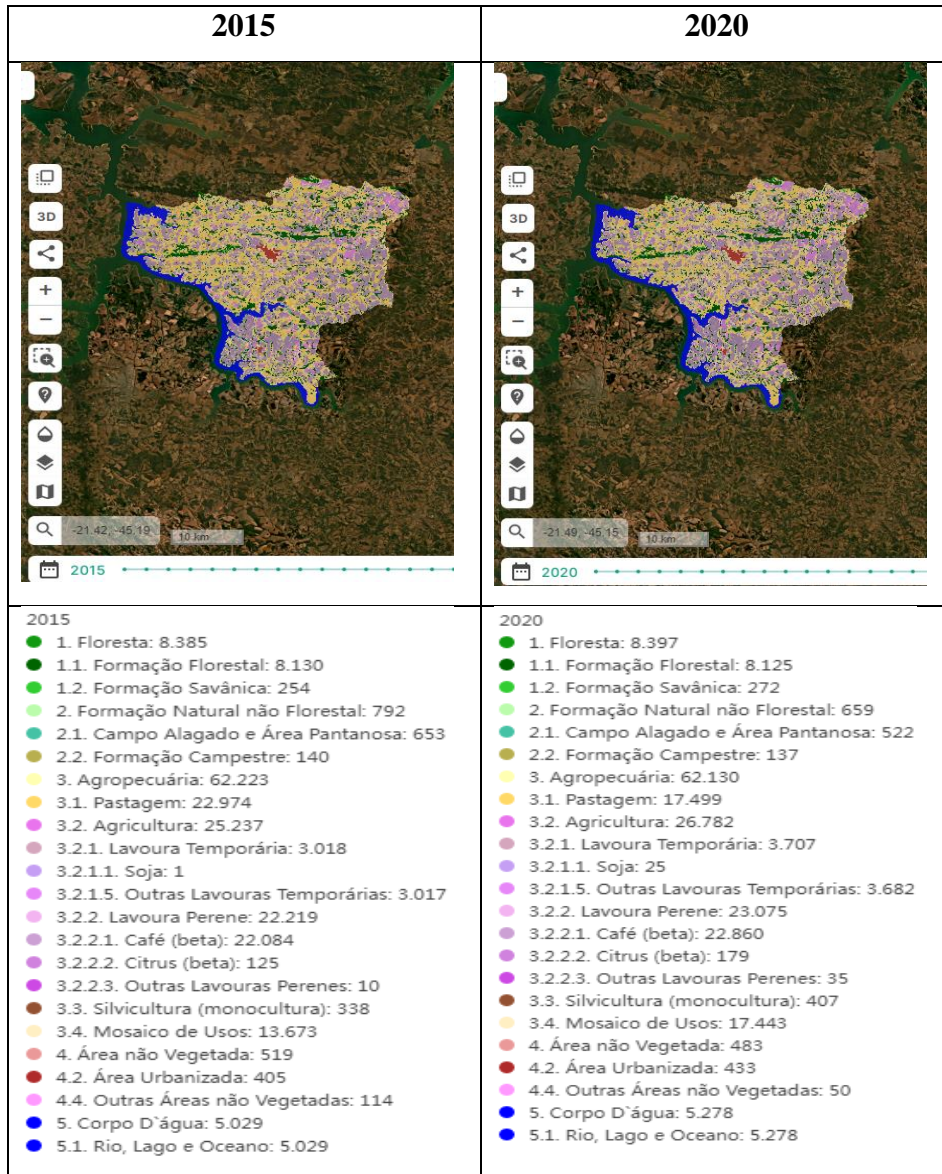 2015
2020
3D
+
−
-21.42, -45.19
10 km
2015
3D
+
−
-21.49, -45.15
10 km
2020
2015
1. Floresta: 8.385
1.1. Formação Florestal: 8.130
1.2. Formação Savânica: 254
2. Formação Natural não Florestal: 792
2.1. Campo Alagado e Área Pantanosa: 653
2.2. Formação Campestre: 140
3. Agropecuária: 62.223
3.1. Pastagem: 22.974
3.2. Agricultura: 25.237
3.2.1. Lavoura Temporária: 3.018
3.2.1.1. Soja: 1
3.2.1.5. Outras Lavouras Temporárias: 3.017
3.2.2. Lavoura Perene: 22.219
3.2.2.1. Café (beta): 22.084
3.2.2.2. Citrus (beta): 125
3.2.2.3. Outras Lavouras Perenes: 10
3.3. Silvicultura (monocultura): 338
3.4. Mosaico de Usos: 13.673
4. Área não Vegetada: 519
4.2. Área Urbanizada: 405
4.4. Outras Áreas não Vegetadas: 114
5. Corpo D`água: 5.029
5.1. Rio, Lago e Oceano: 5.029
2020
1. Floresta: 8.397
1.1. Formação Florestal: 8.125
1.2. Formação Savânica: 272
2. Formação Natural não Florestal: 659
2.1. Campo Alagado e Área Pantanosa: 522
2.2. Formação Campestre: 137
3. Agropecuária: 62.130
3.1. Pastagem: 17.499
3.2. Agricultura: 26.782
3.2.1. Lavoura Temporária: 3.707
3.2.1.1. Soja: 25
3.2.1.5. Outras Lavouras Temporárias: 3.682
3.2.2. Lavoura Perene: 23.075
3.2.2.1. Café (beta): 22.860
3.2.2.2. Citrus (beta): 179
3.2.2.3. Outras Lavouras Perenes: 35
3.3. Silvicultura (monocultura): 407
3.4. Mosaico de Usos: 17.443
4. Área não Vegetada: 483
4.2. Área Urbanizada: 433
4.4. Outras Áreas não Vegetadas: 50
5. Corpo D`água: 5.278
5.1. Rio, Lago e Oceano: 5.278